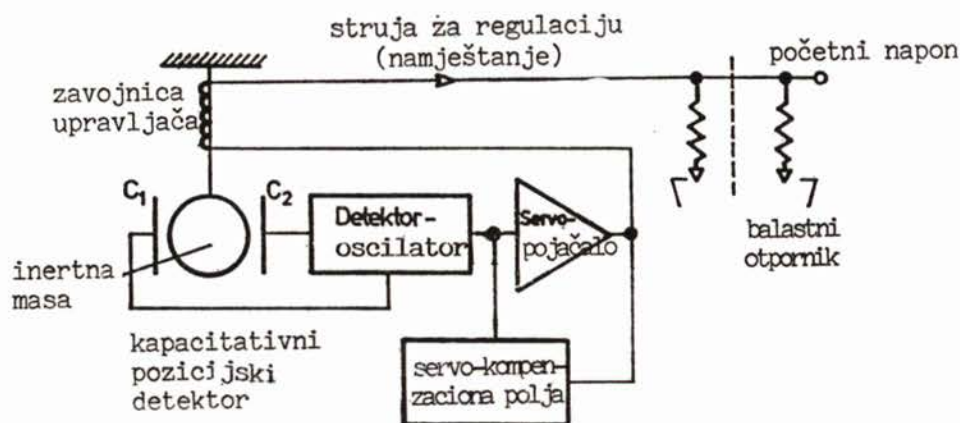 struja za regulaciju
(namještanje)
početni napon
zavojnica
upravljača
C1
C2
Detektor-
oscilator
Servo-
pojačalo
balastni
otpornik
inertna
masa
kapacitativni
pozicijski
detektor
servo-kompen-
zaciona polja